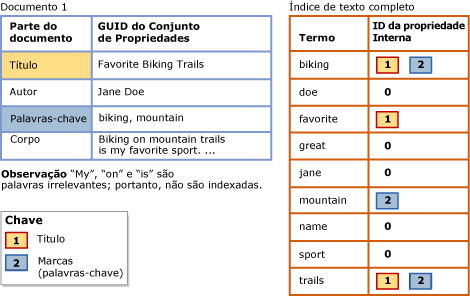 Documento 1
Parte do documento
GUID do Conjunto de Propriedades
Título
Favorite Biking Trails
Autor
Jane Doe
Palavras-chave
biking, mountain
Corpo
Biking on mountain trails
is my favorite sport. ...
Observação “My”, “on” e “is” são
palavras irrelevantes; portanto, não são indexadas.
Chave
1 Título
2 Marcas
(palavras-chave)
Índice de texto completo
Termo
ID da propriedade Interna
biking 1 2
doe 0
favorite 1
great 0
jane 0
mountain 2
name 0
sport 0
trails 1 2